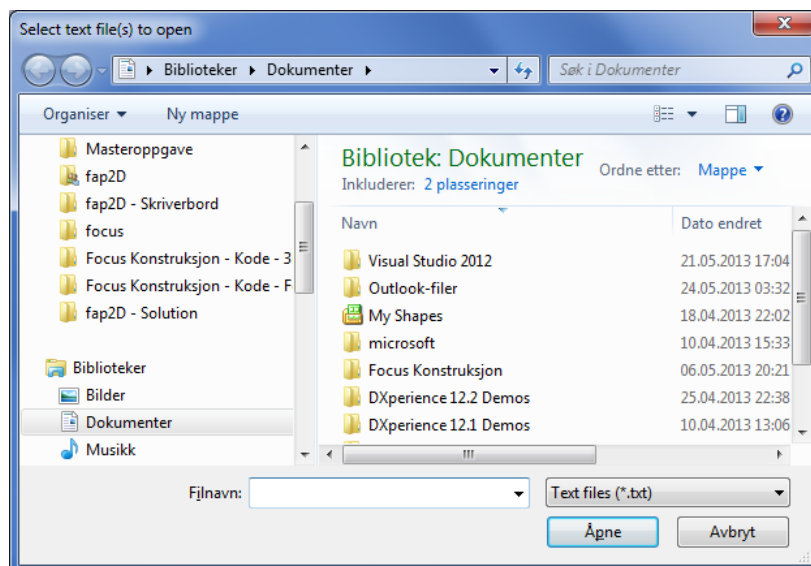 Select text file(s) to open
Biblioteker Dokumenter
Søk i Dokumenter
Organiser Ny mappe
Masteroppgave
fap2D
fap2D - Skriverbord
focus
Focus Konstruksjon - Kode - 3
Focus Konstruksjon - Kode - F
fap2D - Solution
Biblioteker
Bilder
Dokumenter
Musikk
Bibliotek: Dokumenter
Inkluderer: 2 plasseringer
Ordne etter: Mappe
Navn Dato endret
Visual Studio 2012 21.05.2013 17:04
Outlook-filer 24.05.2013 03:32
My Shapes 18.04.2013 22:02
microsoft 10.04.2013 15:33
Focus Konstruksjon 06.05.2013 20:21
DXperience 12.2 Demos 25.04.2013 22:38
DXperience 12.1 Demos 10.04.2013 13:06
Filnavn: Text files (*.txt)
Åpne Avbryt